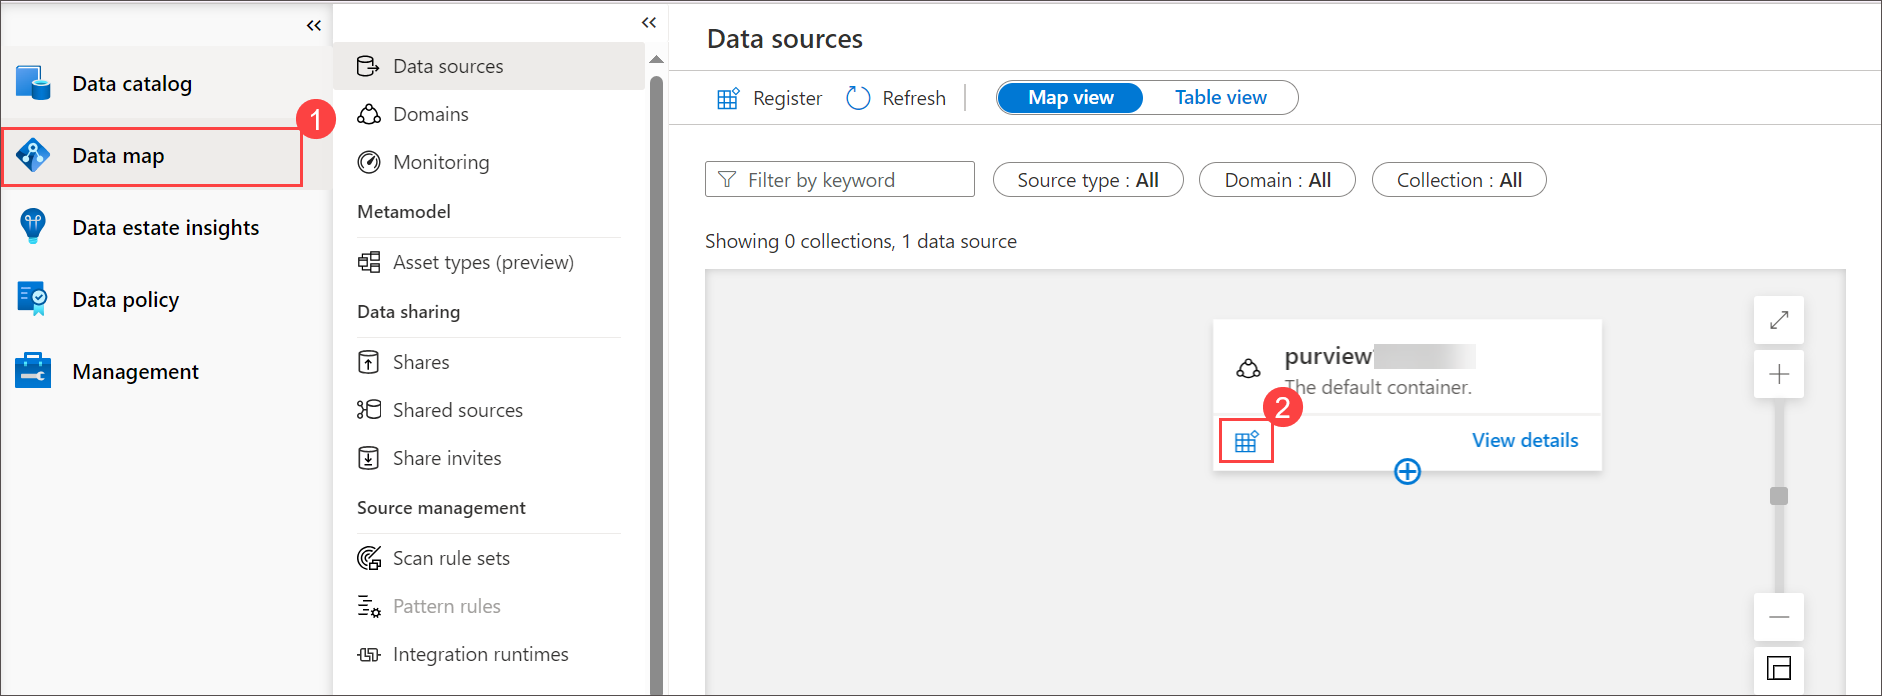 Data catalog
1
Data map
Data estate insights
Data policy
Management
Data sources
Domains
Monitoring
Metamodel
Asset types (preview)
Data sharing
Shares
Shared sources
Share invites
Source management
Scan rule sets
Pattern rules
Integration runtimes
Data sources
Register Refresh Map view Table view
Filter by keyword Source type : All Domain : All Collection : All
Showing 0 collections, 1 data source
purview
The default container.
2
View details